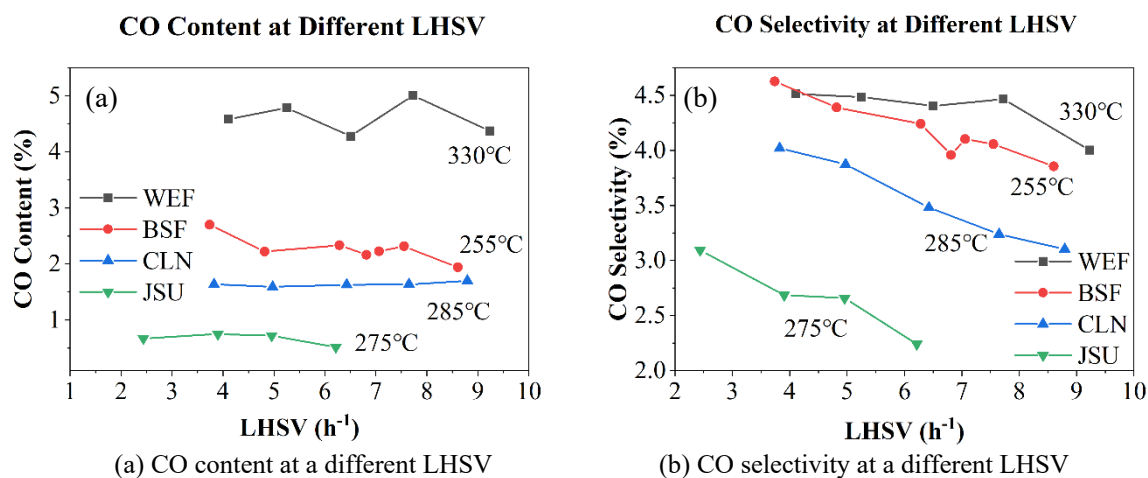 CO Content at Different LHSV
(a)
CO Content (%)
5
4
3
2
1
WEF
BSF
CLN
JSU
330℃
255℃
285℃
275℃
1 2 3 4 5 6 7 8 9 10
LHSV (h⁻¹)
(a) CO content at a different LHSV
CO Selectivity at Different LHSV
(b)
CO Selectivity (%)
4.5
4.0
3.5
3.0
2.5
2.0
330℃
255℃
285℃
275℃
WEF
BSF
CLN
JSU
2 3 4 5 6 7 8 9 10
LHSV (h⁻¹)
(b) CO selectivity at a different LHSV